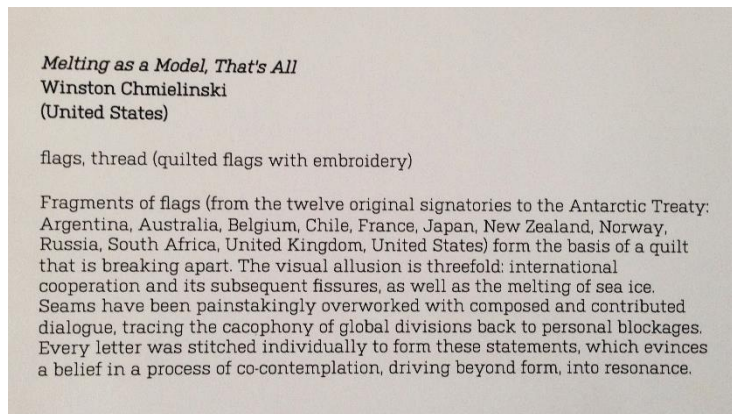 Melting as a Model, That's All
Winston Chmielinski
(United States)
flags, thread (quilted flags with embroidery)
Fragments of flags (from the twelve original signatories to the Antarctic Treaty:
Argentina, Australia, Belgium, Chile, France, Japan, New Zealand, Norway,
Russia, South Africa, United Kingdom, United States) form the basis of a quilt
that is breaking apart. The visual allusion is threefold: international
cooperation and its subsequent fissures, as well as the melting of sea ice.
Seams have been painstakingly overworked with composed and contributed
dialogue, tracing the cacophony of global divisions back to personal blockages.
Every letter was stitched individually to form these statements, which evinces
a belief in a process of co-contemplation, driving beyond form, into resonance.